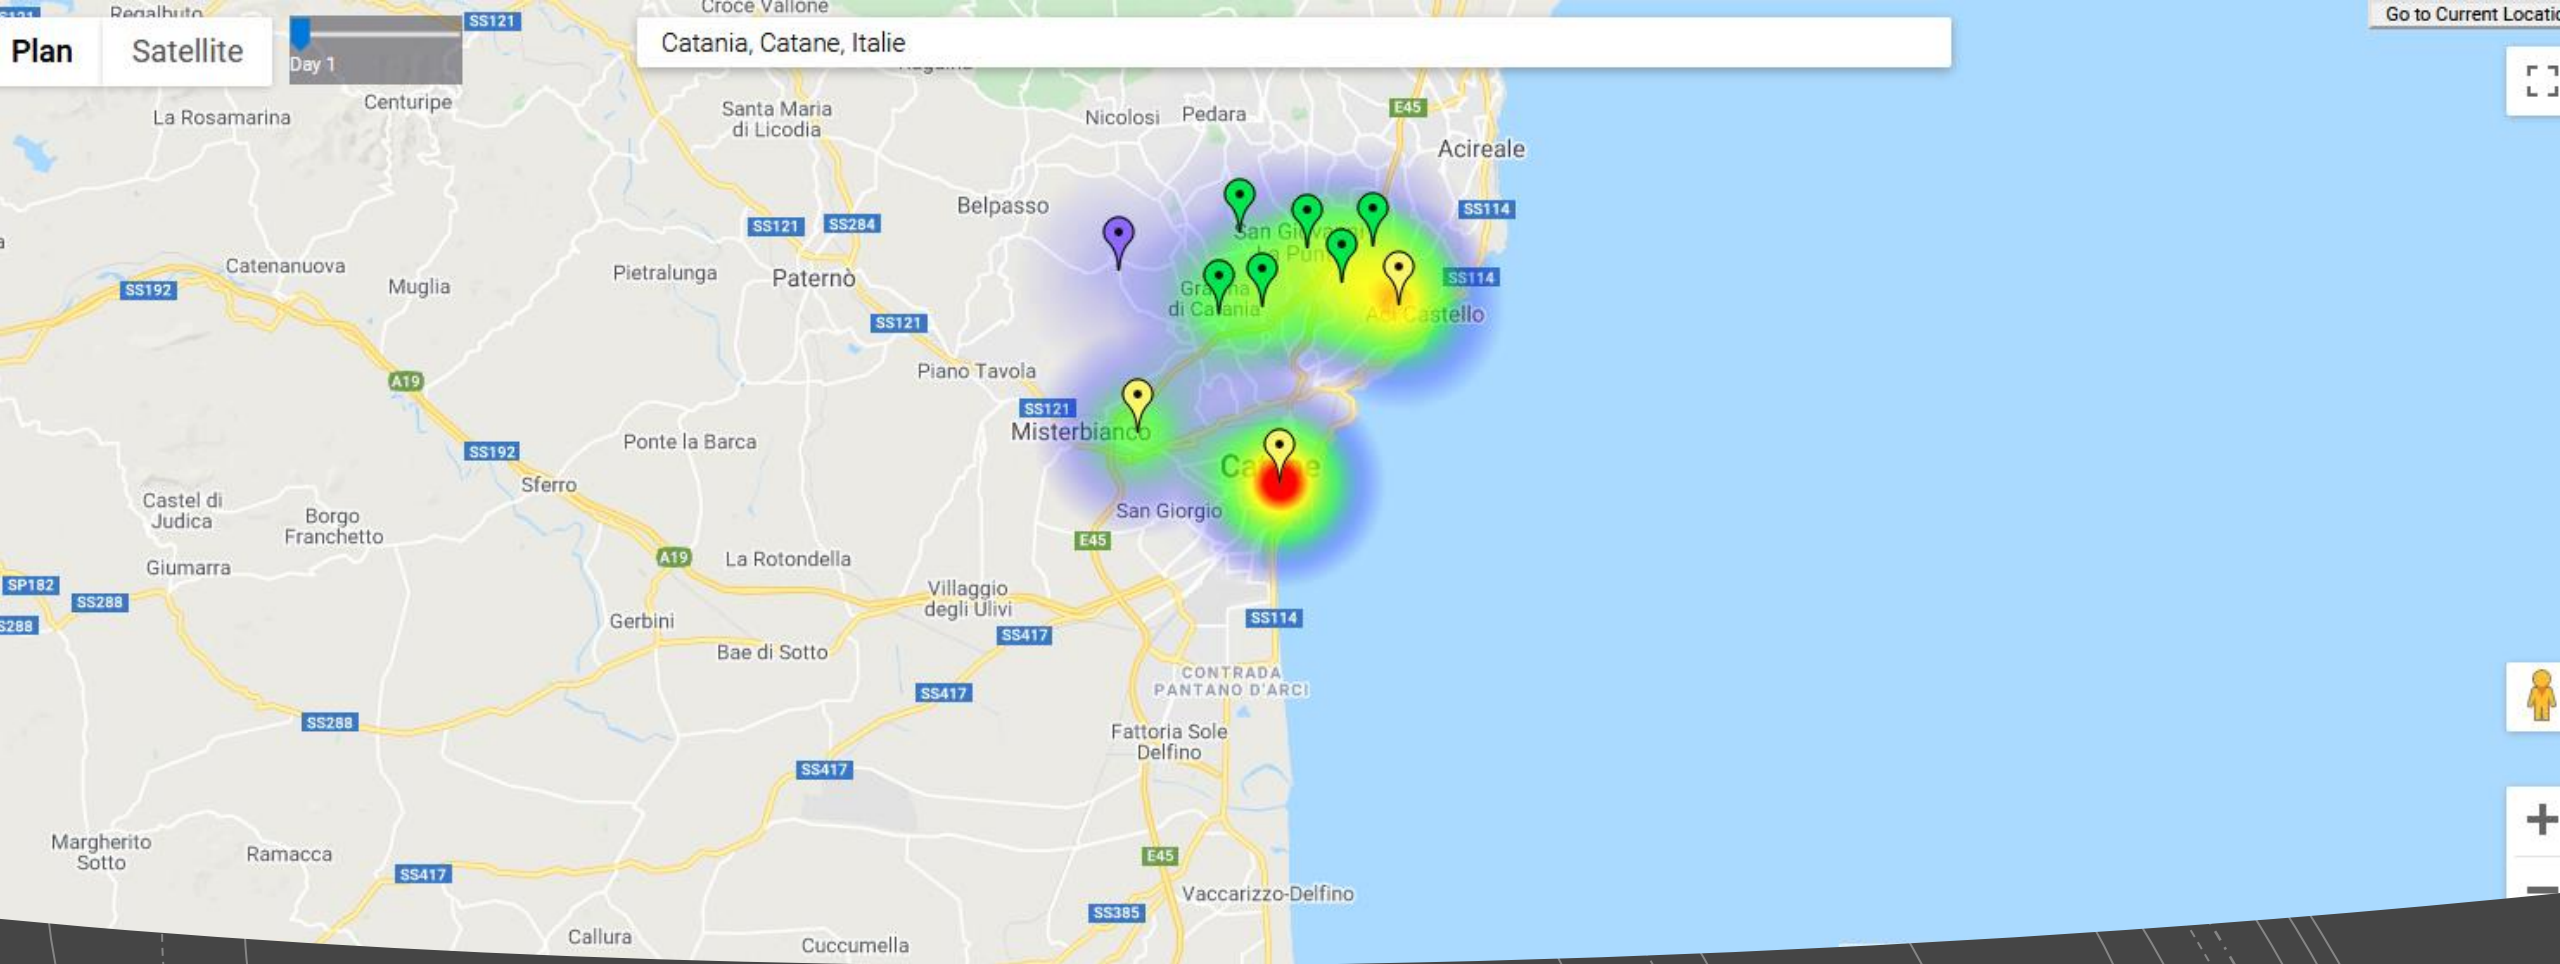 Croce Vallone
Regalbuto
SS121
Go to Current
Plan
Satellite
Day 1
Catania, Catane, Italie
Centuripe
La Rosamarina
Santa Maria
di Licodia
Nicolosi
Pedara
E45
Acireale
Belpasso
SS121
SS284
SS114
San
Catenanuova
Muglia
SS192
Pietralunga
Paternò
SS114
di Catania
Castello
SS121
Piano Tavola
A19
SS121
Misterbianco
SS192
Ponte la Barca
Sferro
Castel di
Judica
Borgo
Franchetto
San Giorgio
E45
Giumarra
A19
La Rotondella
SP182
SS288
Villaggio
degli Ulivi
Gerbini
SS417
SS114
Bae di Sotto
CONTRADA
PANTANO D'ARCI
SS417
SS288
Fattoria Sole
Delfino
SS417
Margherito
Sotto
Ramacca
SS417
E45
Vaccarizzo-Delfino
SS385
Callura
Cuccumella